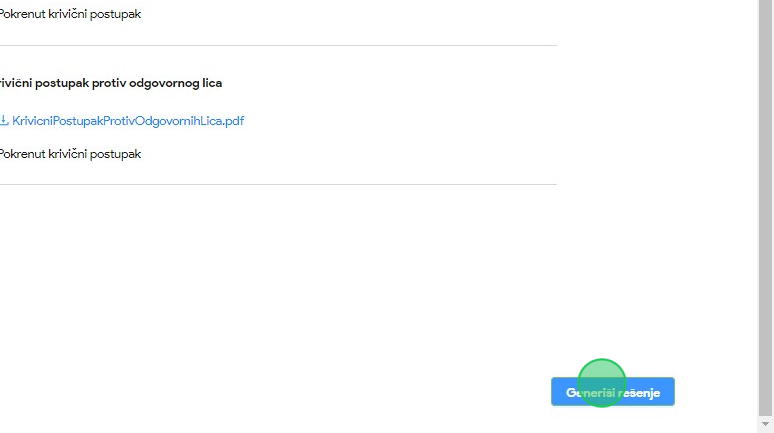 Pokrenut krivični postupak
rivični postupak protiv odgovornog lica
KrivicniPostupakProtivOdgovornihLica.pdf
Pokrenut krivični postupak
Generiši rešenje